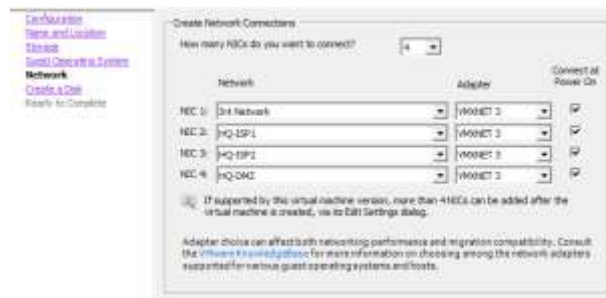 Configuration
Name and Location
Storage
Guest Operating System
Network
Create a Disk
Ready to Complete
Create Network Connections
How many NICs do you want to connect? 4
Network Adapter Connect at Power On
NIC 1: Int Network VMXNET 3
NIC 2: HQ-ISP1 VMXNET 3
NIC 3: HQ-ISP2 VMXNET 3
NIC 4: HQ-DMZ VMXNET 3
If supported by this virtual machine version, more than 4 NICs can be added after the
virtual machine is created, via its Edit Settings dialog.
Adapter choice can affect both networking performance and migration compatibility. Consult
the VMware KnowledgeBase for more information on choosing among the network adapters
supported for various guest operating systems and hosts.